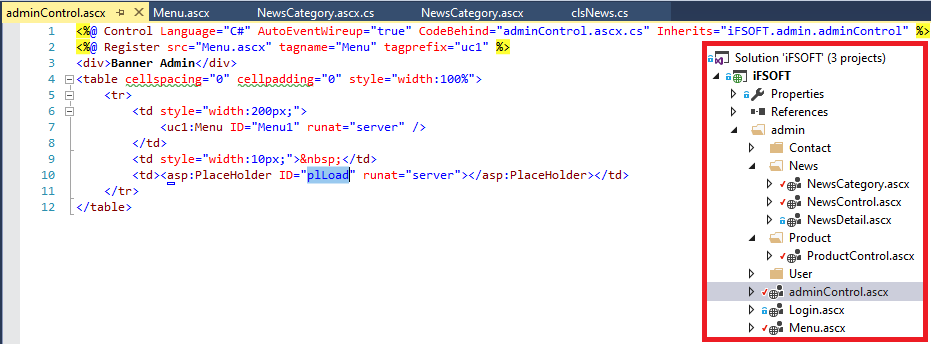 adminControl.ascx Menu.ascx NewsCategory.ascx.cs NewsCategory.ascx clsNews.cs
1 <%@ Control Language="C#" AutoEventWireup="true" CodeBehind="adminControl.ascx.cs" Inherits="iFSOFT.admin.adminControl" %>
2 <%@ Register src="Menu.ascx" tagname="Menu" tagprefix="uc1" %>
3 <div>Banner Admin</div>
4 <table cellspacing="0" cellpadding="0" style="width:100%">
5 <tr>
6 <td style="width:200px;">
7 <uc1:Menu ID="Menu1" runat="server" />
8 </td>
9 <td style="width:10px;">&nbsp;</td>
10 <td><asp:PlaceHolder ID="plLoad" runat="server"></asp:PlaceHolder></td>
11 </tr>
12 </table>
Solution 'iFSOFT' (3 projects)
iFSOFT
Properties
References
admin
Contact
News
NewsCategory.ascx
NewsControl.ascx
NewsDetail.ascx
Product
ProductControl.ascx
User
adminControl.ascx
Login.ascx
Menu.ascx